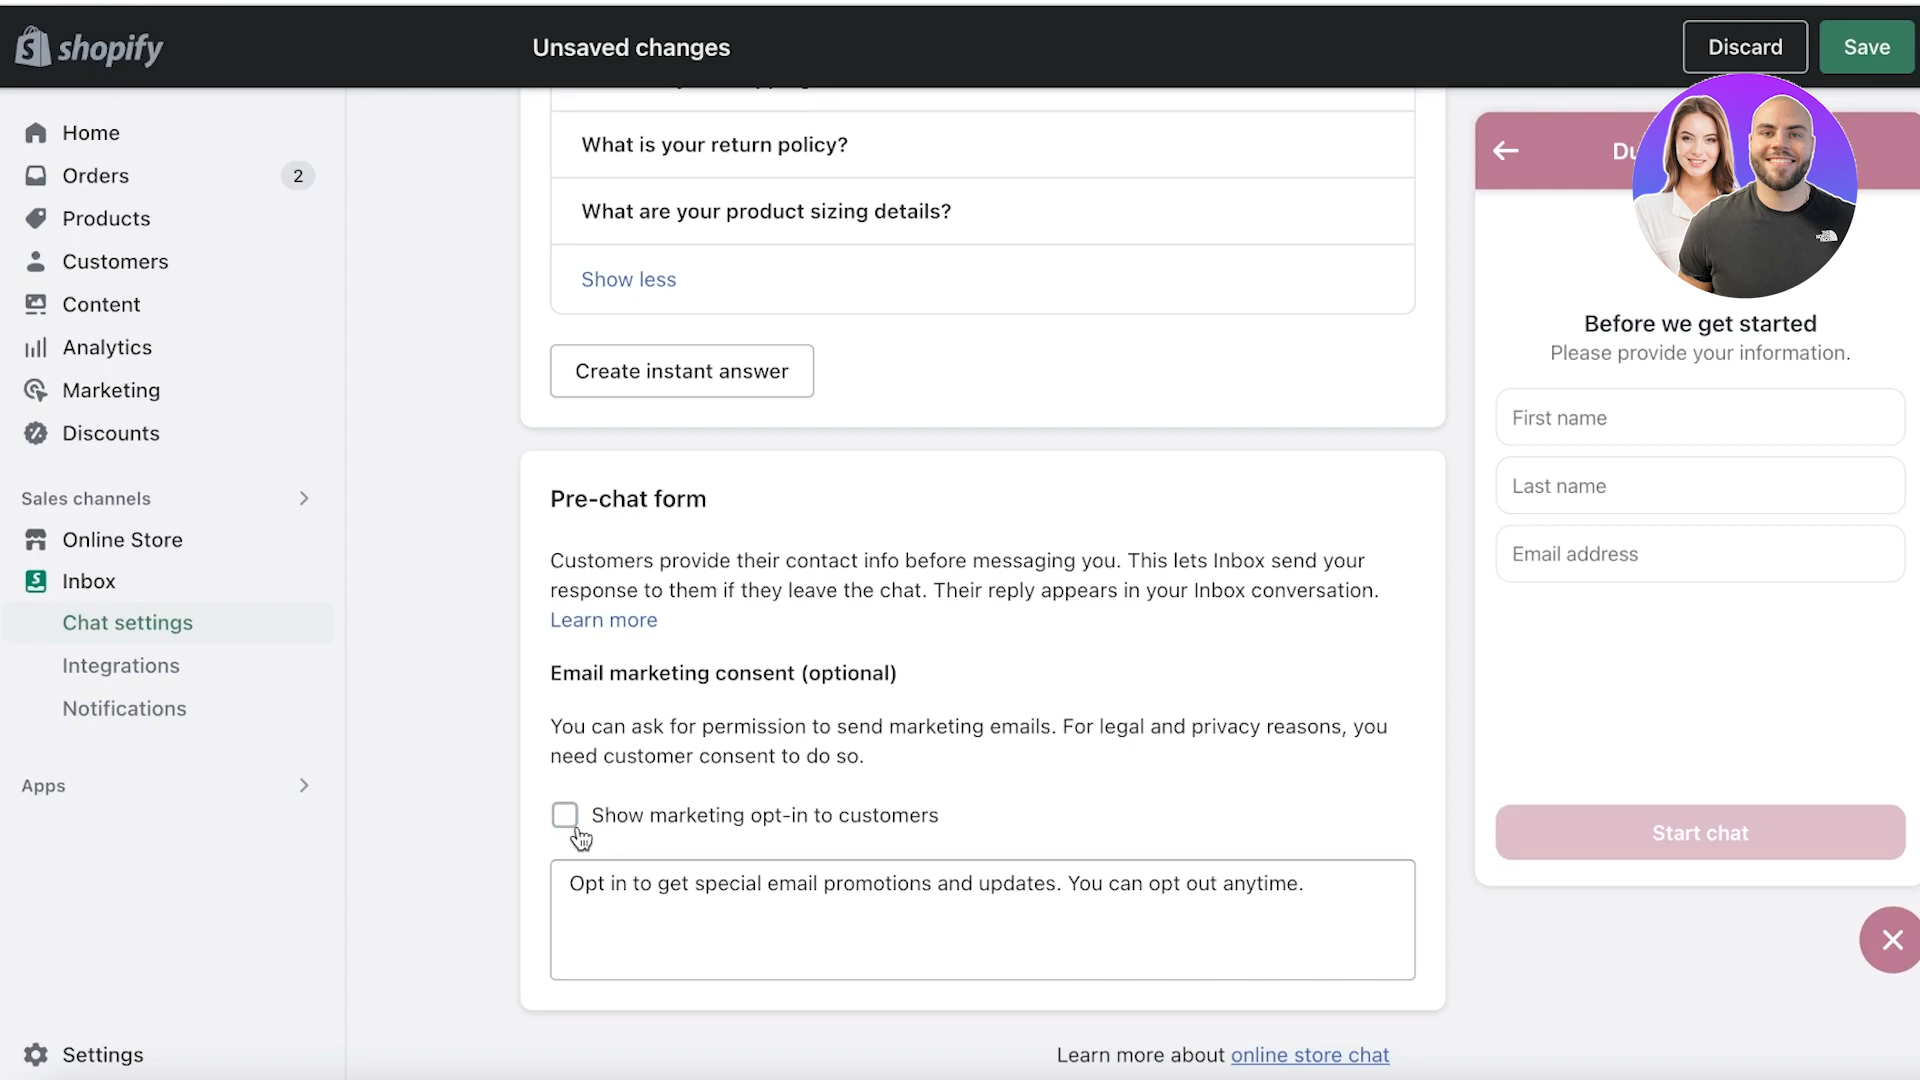 shopify
Unsaved changes
Discard
Save
Home
Orders
2
Products
Customers
Content
Analytics
Marketing
Discounts
Sales channels
Online Store
Inbox
Chat settings
Integrations
Notifications
Apps
Settings
What is your return policy?
What are your product sizing details?
Show less
Create instant answer
Pre-chat form
Customers provide their contact info before messaging you. This lets Inbox send your
response to them if they leave the chat. Their reply appears in your Inbox conversation.
Learn more
Email marketing consent (optional)
You can ask for permission to send marketing emails. For legal and privacy reasons, you
need customer consent to do so.
Show marketing opt-in to customers
Opt in to get special email promotions and updates. You can opt out anytime.
Learn more about online store chat
Before we get started
Please provide your information.
First name
Last name
Email address
Start chat